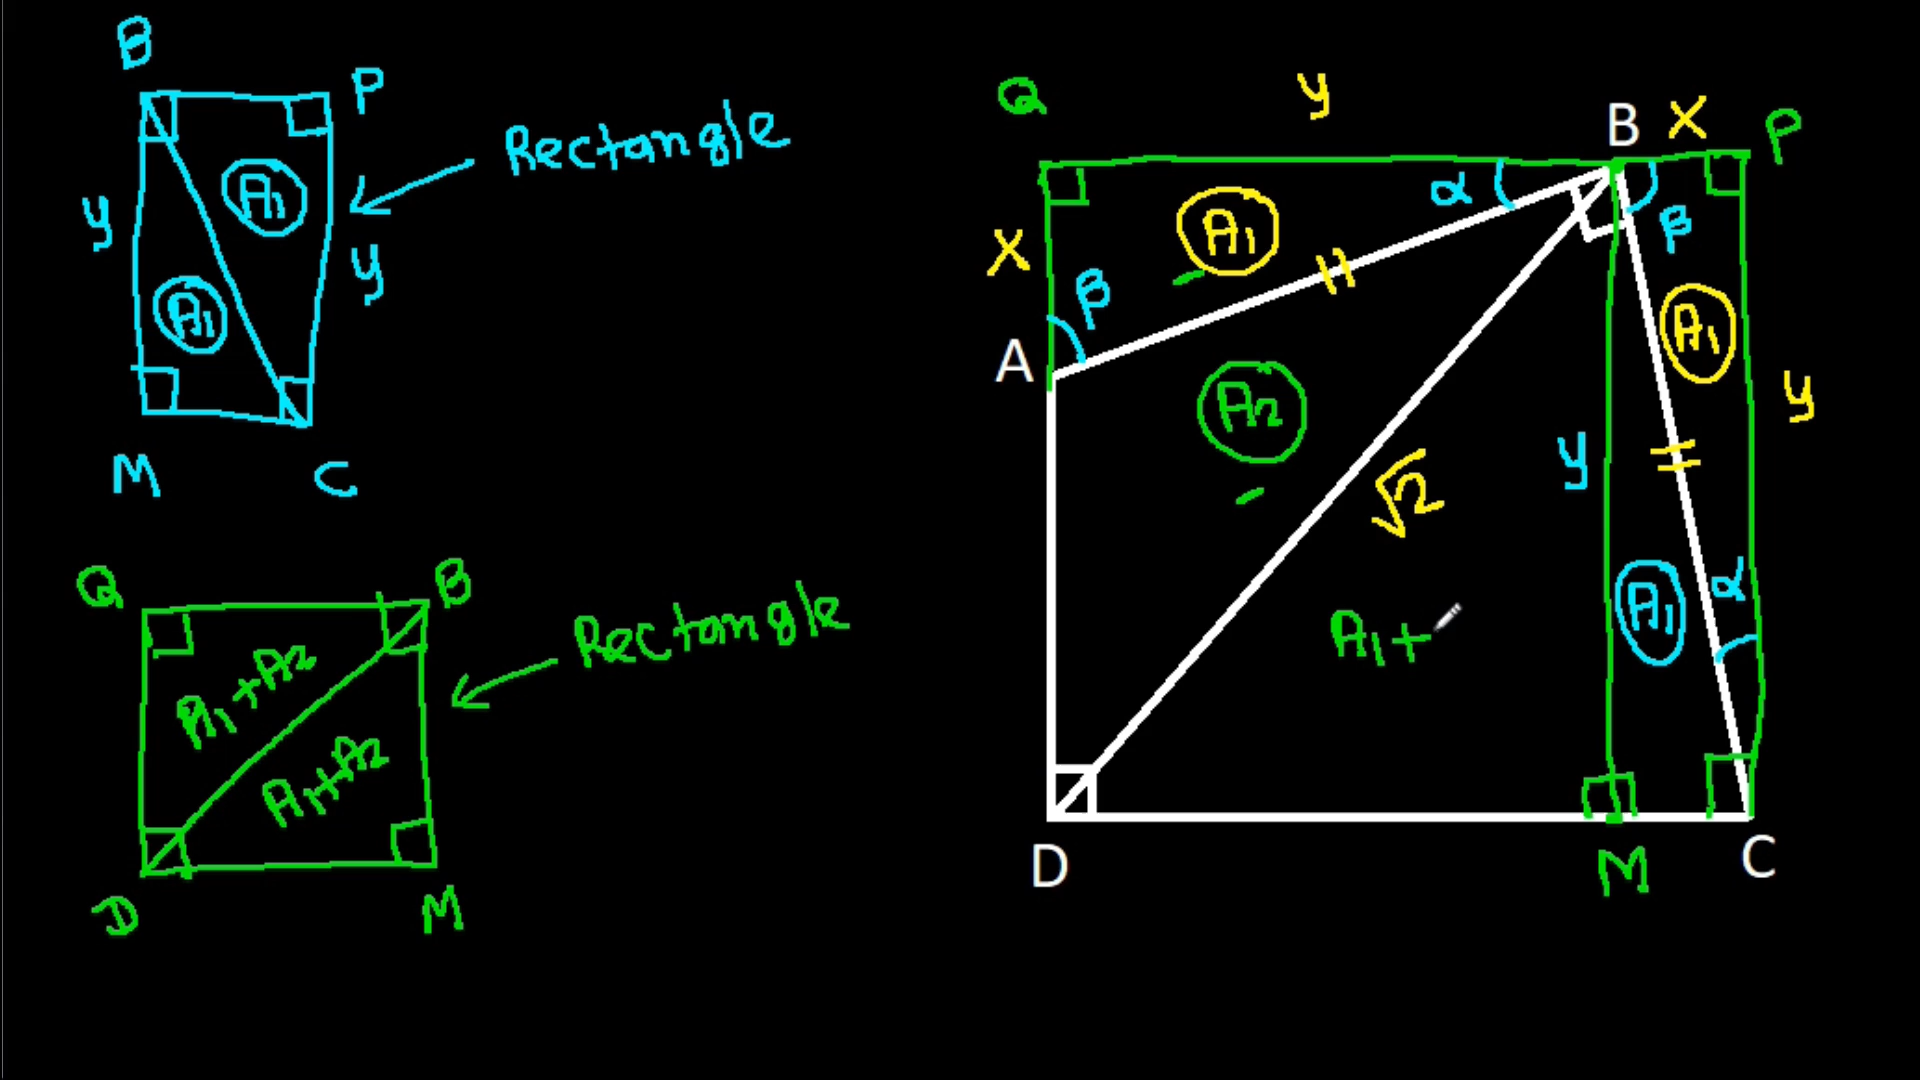 B
P
Rectangle
A₁
y
y
A₁
M
C
Q
B
Rectangle
A₁+A₂
A₁+A₂
D
M
Q
y
B
x
P
α
β
x
A₁
β
A₁
A
A₂
y
y
√2
A₁
α
A₁+
D
M
C